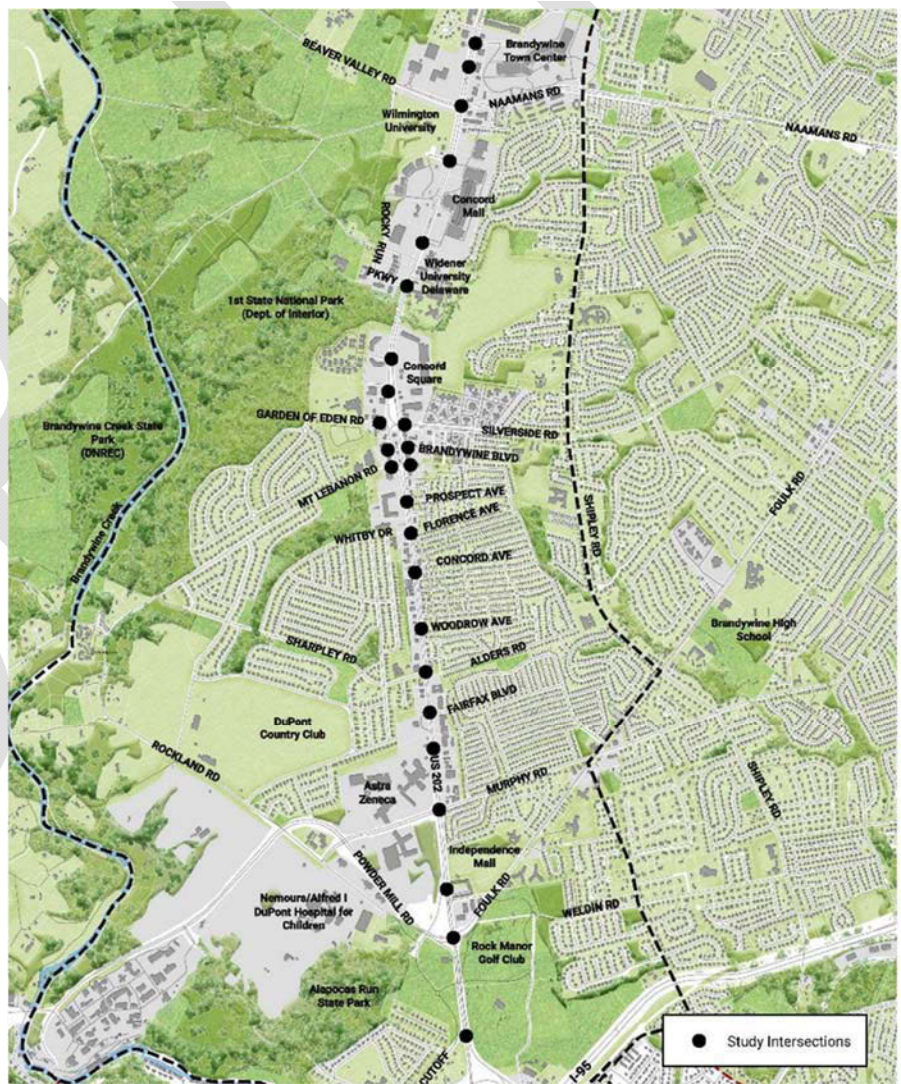 BEAVER VALLEY RD
Brandywine
Town Center
NAAMANS RD
Wilmington
University
NAAMANS RD
Concord
Mall
ROCKY RUN
PKWY
Widener
University
Delaware
1st State National Park
(Dept. of Interior)
Concord
Square
GARDEN OF EDEN RD
SILVERSIDE RD
Brandywine Creek State
Park
(DNREC)
BRANDYWINE BLVD
MT LEBANON RD
FOULK RD
PROSPECT AVE
SHIPLEY RD
FLORENCE AVE
WHITBY DR
Brandywine Creek
CONCORD AVE
WOODROW AVE
Brandywine High
School
SHARPLEY RD
ALDERS RD
FAIRFAX BLVD
DuPont
Country Club
ROCKLAND RD
US 202
Astra
Zeneca
MURPHY RD
SHIPLEY RD
Independence
Mall
POWDER MILL RD
FOULK RD
Nemours/Alfred I
DuPont Hospital for
Children
WELDIN RD
Rock Manor
Golf Club
Alapocas Run
State Park
CUTOFF
I-95
Study Intersections